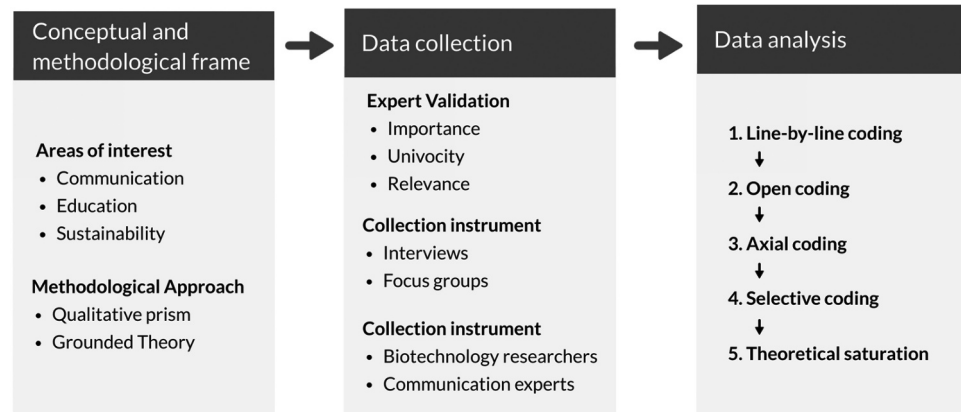 Conceptual and
methodological frame
Areas of interest
• Communication
• Education
• Sustainability
Methodological Approach
• Qualitative prism
• Grounded Theory
Data collection
Expert Validation
• Importance
• Univocity
• Relevance
Collection instrument
• Interviews
• Focus groups
Collection instrument
• Biotechnology researchers
• Communication experts
Data analysis
1. Line-by-line coding
2. Open coding
3. Axial coding
4. Selective coding
5. Theoretical saturation